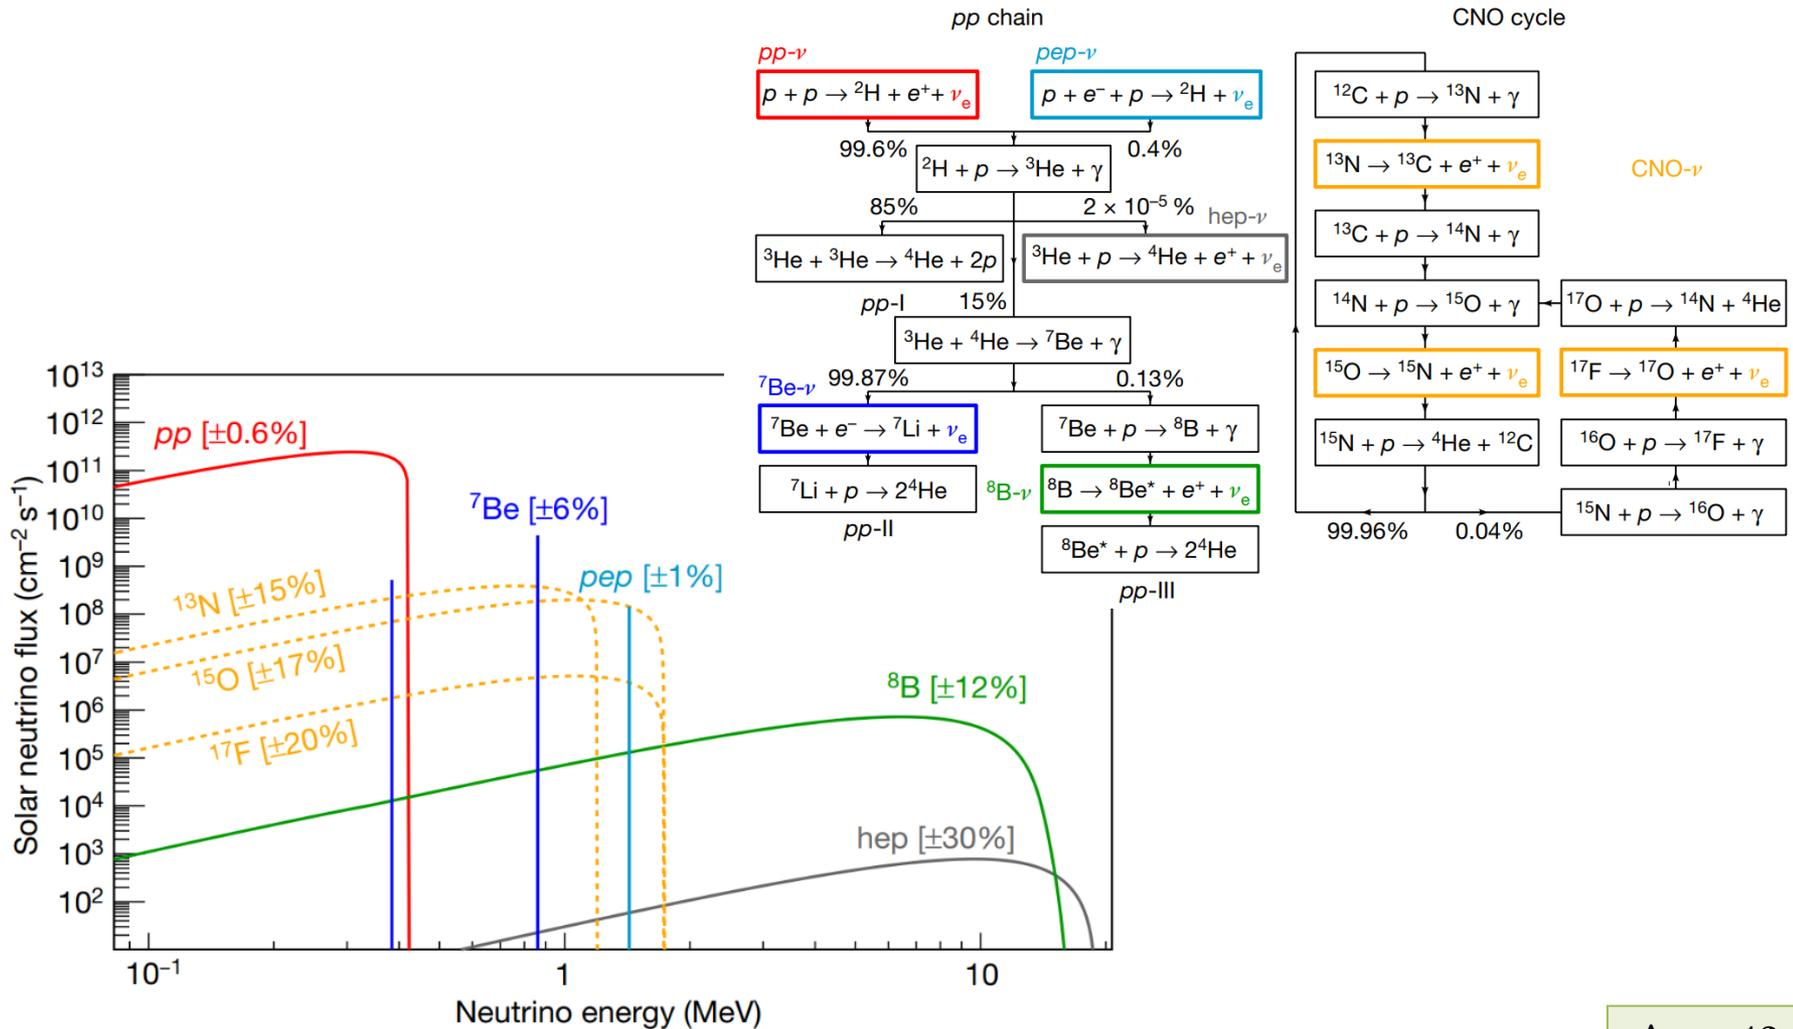 pp chain
CNO cycle
pp-ν
pep-ν
p + p → ²H + e⁺ + νₑ
p + e⁻ + p → ²H + νₑ
99.6%
0.4%
²H + p → ³He + γ
85%
2 × 10⁻⁵ %
hep-ν
³He + ³He → ⁴He + 2p
³He + p → ⁴He + e⁺ + νₑ
pp-I
15%
³He + ⁴He → ⁷Be + γ
⁷Be-ν
99.87%
0.13%
⁷Be + e⁻ → ⁷Li + νₑ
⁷Be + p → ⁸B + γ
⁷Li + p → 2⁴He
⁸B-ν
⁸B → ⁸Be* + e⁺ + νₑ
pp-II
⁸Be* + p → 2⁴He
pp-III
¹²C + p → ¹³N + γ
¹³N → ¹³C + e⁺ + νₑ
CNO-ν
¹³C + p → ¹⁴N + γ
¹⁴N + p → ¹⁵O + γ
¹⁷O + p → ¹⁴N + ⁴He
¹⁵O → ¹⁵N + e⁺ + νₑ
¹⁷F → ¹⁷O + e⁺ + νₑ
¹⁵N + p → ⁴He + ¹²C
¹⁶O + p → ¹⁷F + γ
¹⁵N + p → ¹⁶O + γ
99.96%
0.04%
Solar neutrino flux (cm⁻² s⁻¹)
10¹³
10¹²
10¹¹
10¹⁰
10⁹
10⁸
10⁷
10⁶
10⁵
10⁴
10³
10²
pp [±0.6%]
⁷Be [±6%]
pep [±1%]
¹³N [±15%]
¹⁵O [±17%]
¹⁷F [±20%]
⁸B [±12%]
hep [±30%]
10⁻¹
1
10
Neutrino energy (MeV)